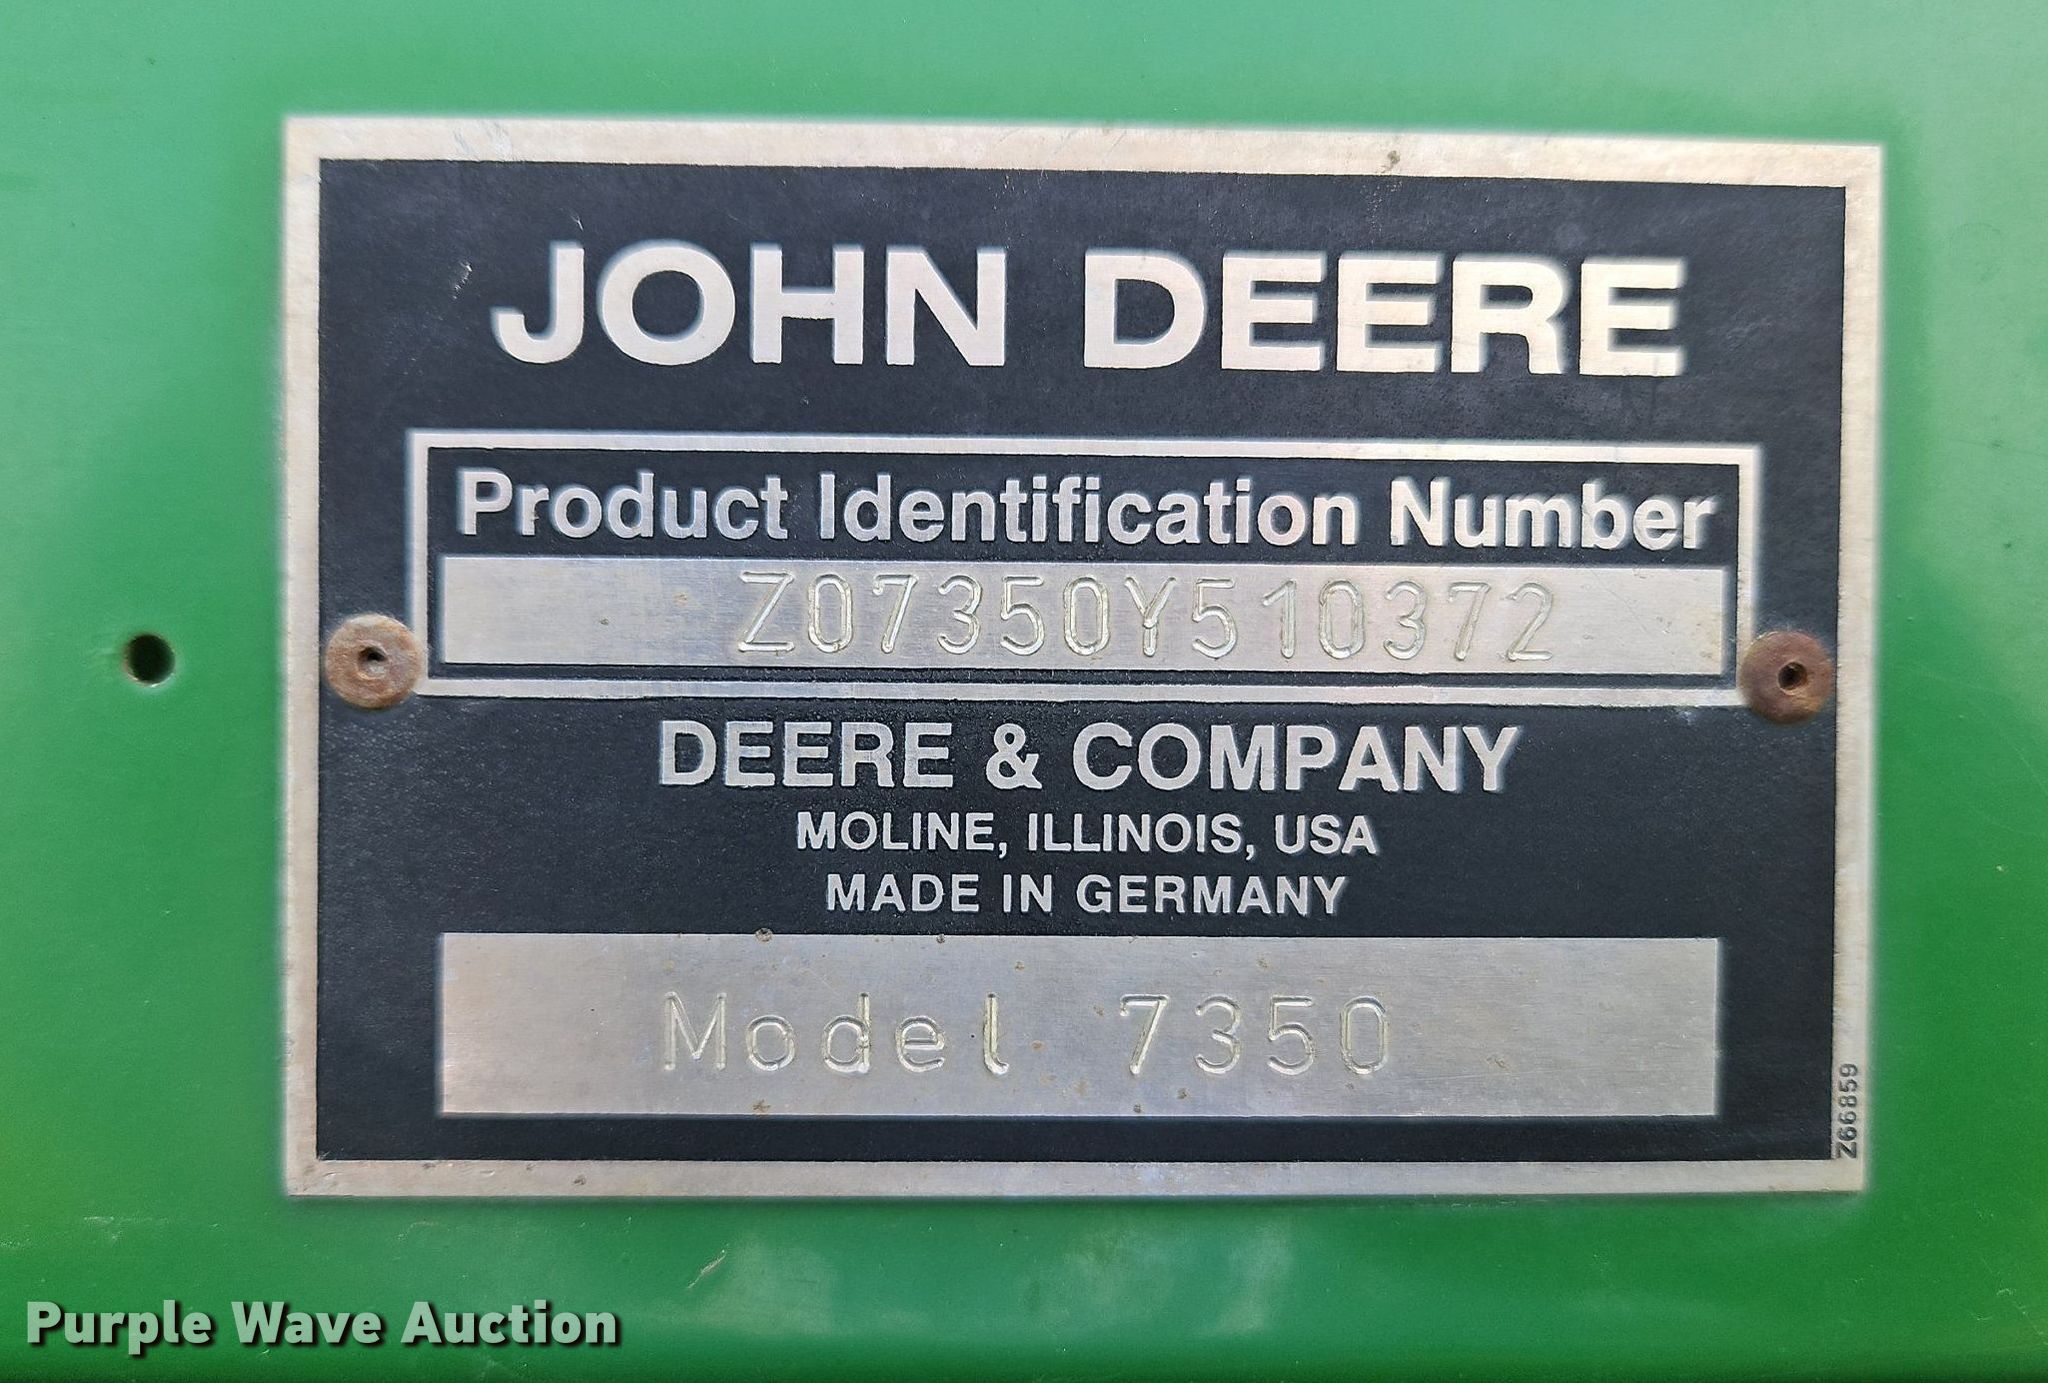 JOHN DEERE
Product Identification Number
Z07350Y510372
DEERE & COMPANY
MOLINE, ILLINOIS, USA
MADE IN GERMANY
Model 7350
Z66859
Purple Wave Auction